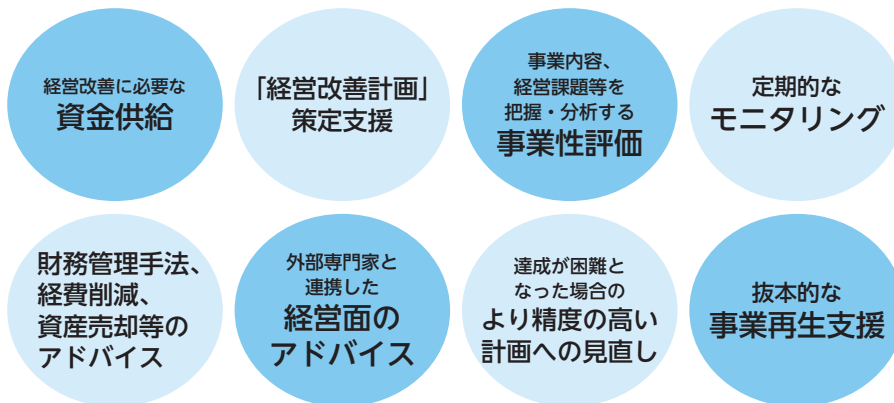 経営改善に必要な
資金供給
「経営改善計画」
策定支援
事業内容、
経営課題等を
把握・分析する
事業性評価
定期的な
モニタリング
財務管理手法、
経費削減、
資産売却等の
アドバイス
外部専門家と
連携した
経営面の
アドバイス
達成が困難と
なった場合の
より精度の高い
計画への見直し
抜本的な
事業再生支援